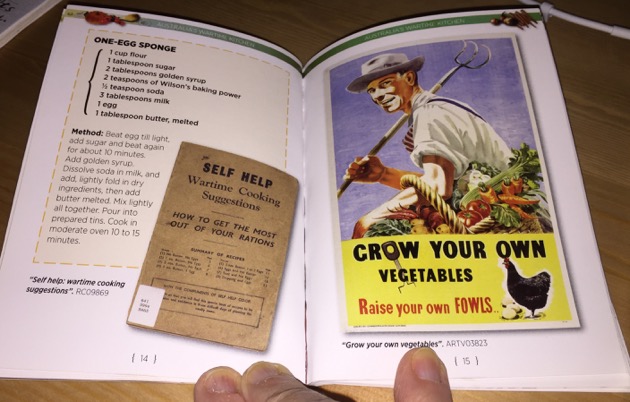 AUSTRALIA'S WARTIME KITCHEN
ONE-EGG SPONGE
1 cup flour
1 tablespoon sugar
2 tablespoons golden syrup
2 teaspoons of Wilson's baking power
½ teaspoon soda
3 tablespoons milk
1 egg
1 tablespoon butter, melted
Method: Beat egg till light,
add sugar and beat again
for about 10 minutes.
Add golden syrup.
Dissolve soda in milk, and
add, lightly fold in dry
ingredients, then add
butter melted. Mix lightly
all together. Pour into
prepared tins. Cook in
moderate oven 10 to 15
minutes.
SELF HELP
Wartime Cooking
Suggestions
HOW TO GET THE MOST
OUT OF YOUR RATIONS
SUMMARY OF RECIPES
"Self help: wartime cooking
suggestions". RC09869
{ 14 }
AUSTRALIA'S WARTIME KITCHEN
GROW YOUR OWN
VEGETABLES
Raise your own FOWLS..
"Grow your own vegetables". ARTV03823
{ 15 }